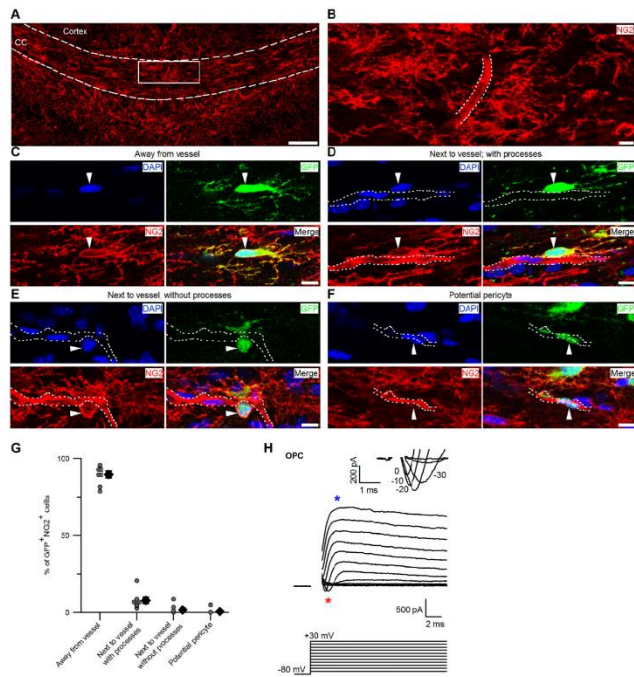 A
Cortex
CC
B
NG2
Away from vessel
C
DAPI
GFP
NG2
Merge
Next to vessel; with processes
D
DAPI
GFP
NG2
Merge
Next to vessel without processes
E
DAPI
GFP
NG2
Merge
Potential pericyte
F
DAPI
GFP
NG2
Merge
G
% of GFP+NG2+ cells
100
50
0
Away from vessel
Next to vessel
with processes
Next to vessel
without processes
Potential pericyte
H
OPC
200 pA
1 ms
0
-10
-20
-30
*
*
500 pA
2 ms
+30 mV
-80 mV